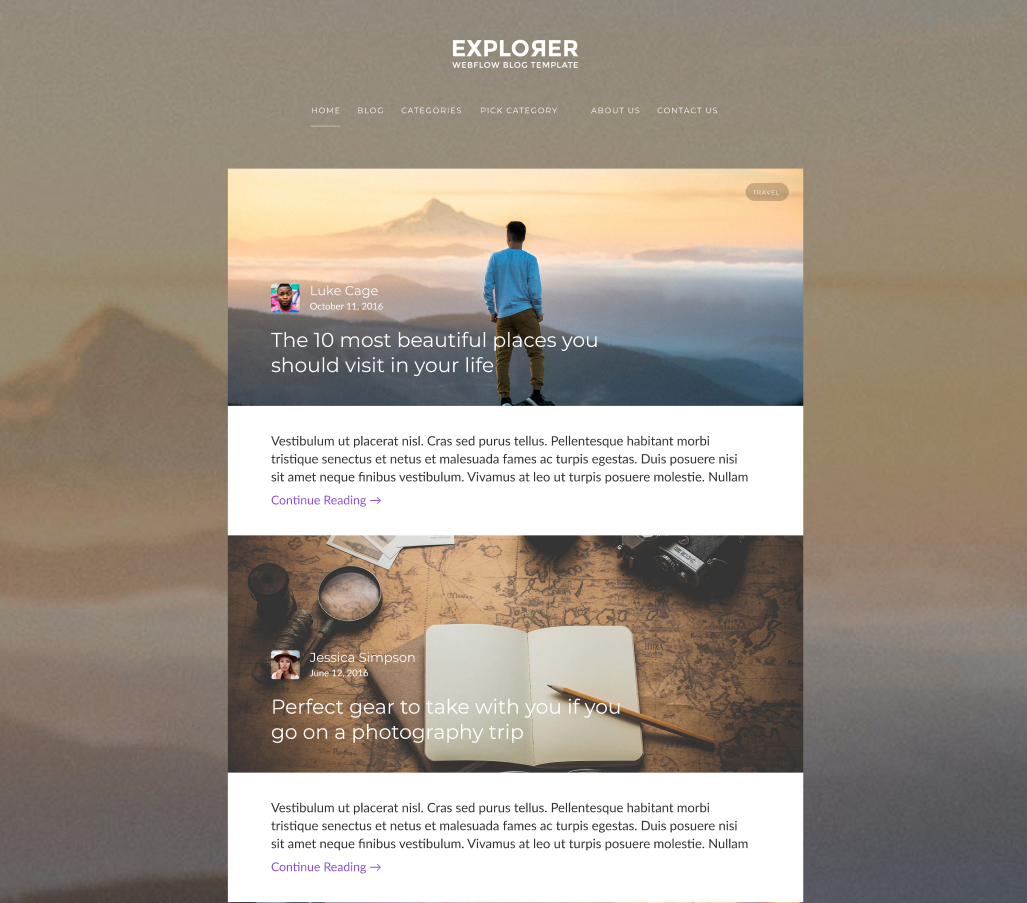 EXPLOЯER
WEBFLOW BLOG TEMPLATE
HOME BLOG CATEGORIES PICK CATEGORY ABOUT US CONTACT US
TRAVEL
Luke Cage
October 11, 2016
The 10 most beautiful places you
should visit in your life
Vestibulum ut placerat nisl. Cras sed purus tellus. Pellentesque habitant morbi
tristique senectus et netus et malesuada fames ac turpis egestas. Duis posuere nisi
sit amet neque finibus vestibulum. Vivamus at leo ut turpis posuere molestie. Nullam
Continue Reading →
Jessica Simpson
June 12, 2016
Perfect gear to take with you if you
go on a photography trip
Vestibulum ut placerat nisl. Cras sed purus tellus. Pellentesque habitant morbi
tristique senectus et netus et malesuada fames ac turpis egestas. Duis posuere nisi
sit amet neque finibus vestibulum. Vivamus at leo ut turpis posuere molestie. Nullam
Continue Reading →